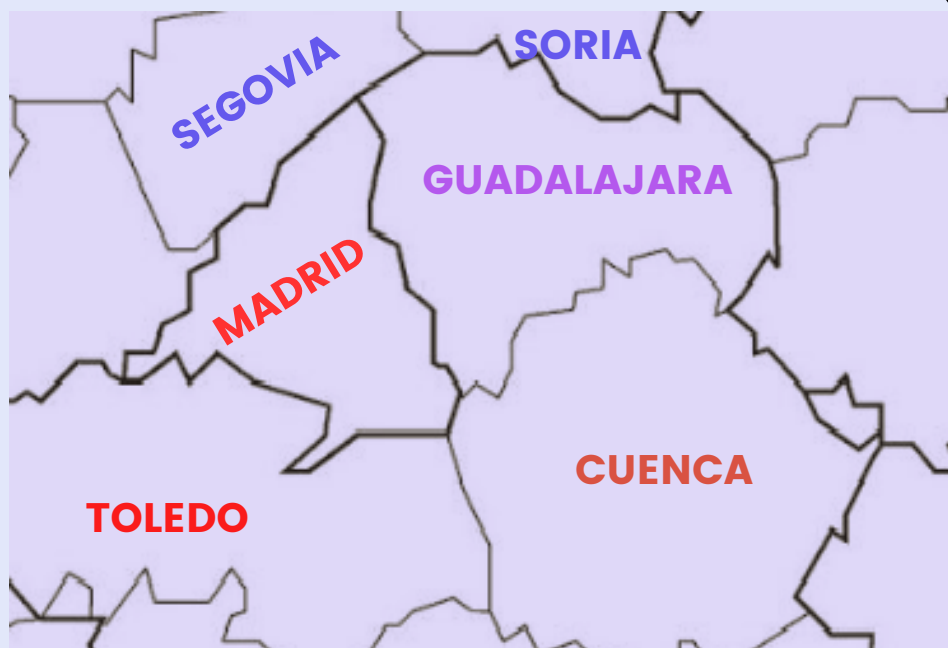 SORIA
SEGOVIA
GUADALAJARA
MADRID
CUENCA
TOLEDO